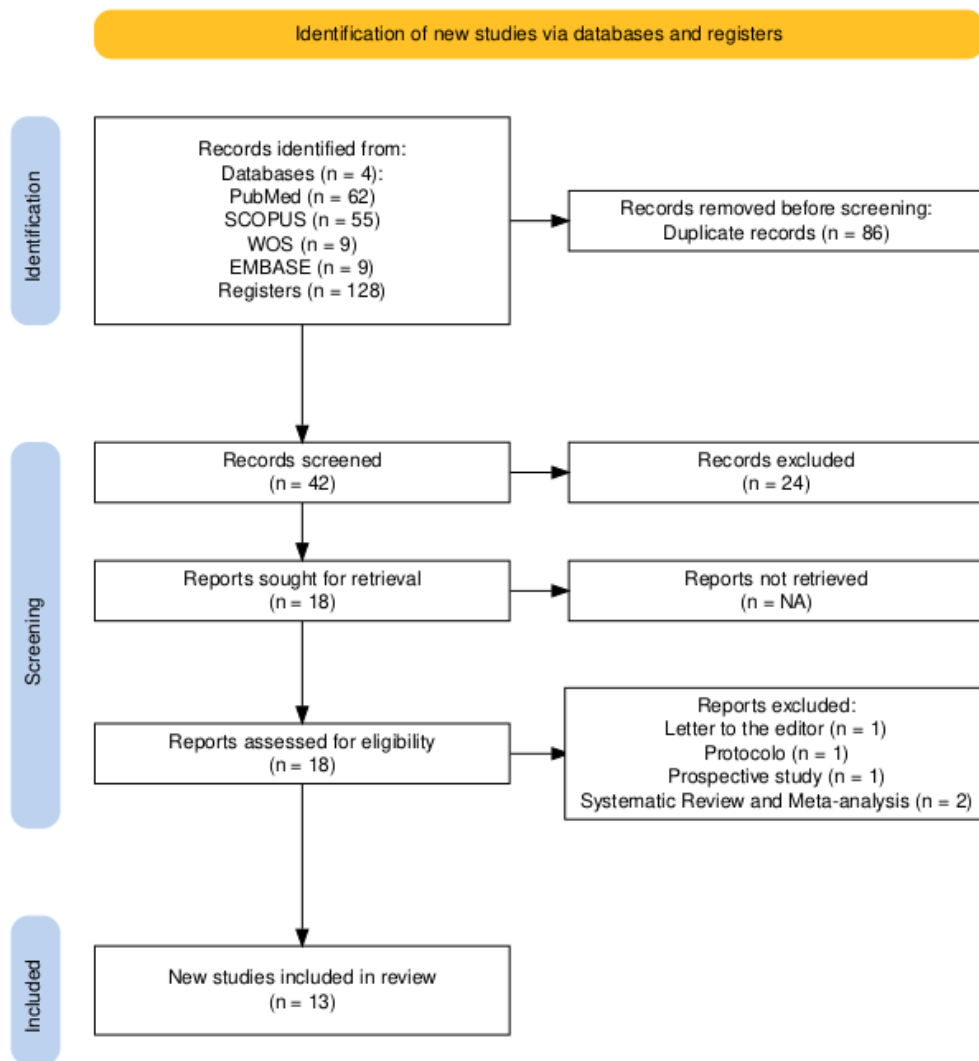 Identification of new studies via databases and registers
Identification
Records identified from:
Databases (n = 4):
PubMed (n = 62)
SCOPUS (n = 55)
WOS (n = 9)
EMBASE (n = 9)
Registers (n = 128)
Records removed before screening:
Duplicate records (n = 86)
Screening
Records screened
(n = 42)
Records excluded
(n = 24)
Reports sought for retrieval
(n = 18)
Reports not retrieved
(n = NA)
Reports assessed for eligibility
(n = 18)
Reports excluded:
Letter to the editor (n = 1)
Protocolo (n = 1)
Prospective study (n = 1)
Systematic Review and Meta-analysis (n = 2)
Included
New studies included in review
(n = 13)